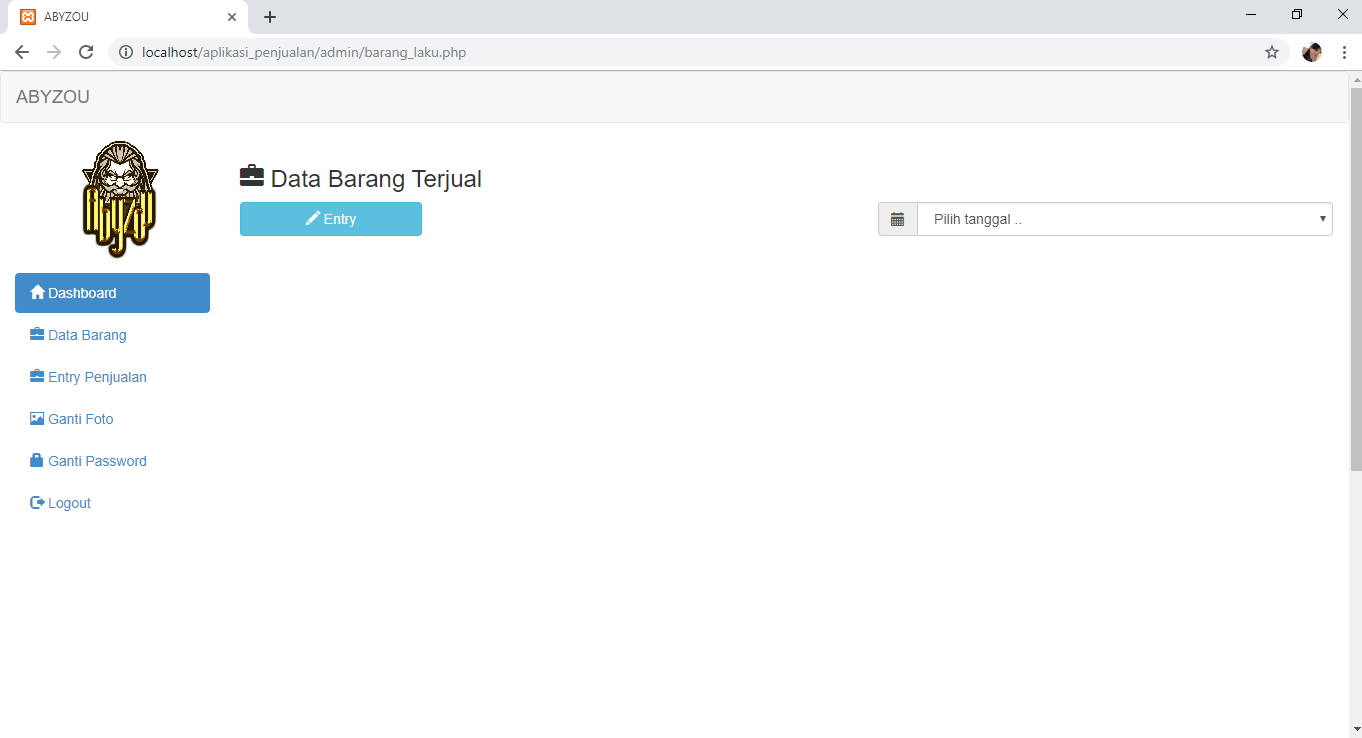 ABYZOU
localhost/aplikasi_penjualan/admin/barang_laku.php
ABYZOU
Data Barang Terjual
Entry
Pilih tanggal ..
Dashboard
Data Barang
Entry Penjualan
Ganti Foto
Ganti Password
Logout